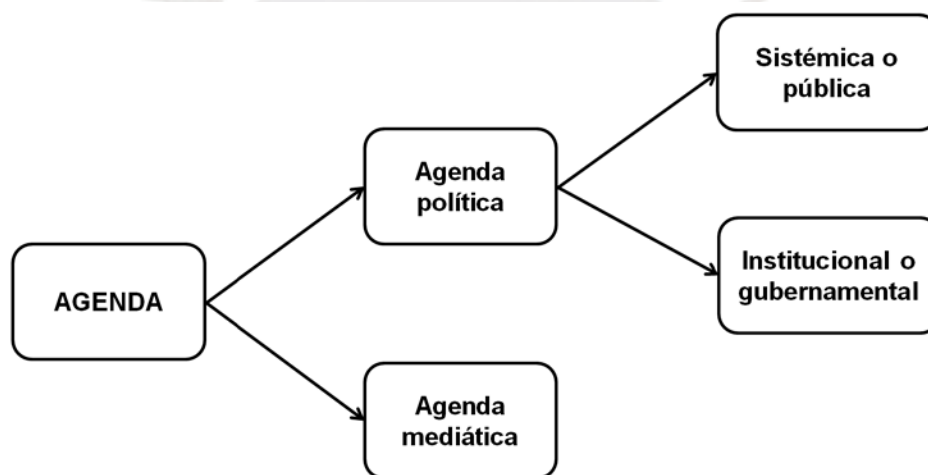 Sistémica o
pública
Agenda
política
Institucional o
gubernamental
AGENDA
Agenda
mediática